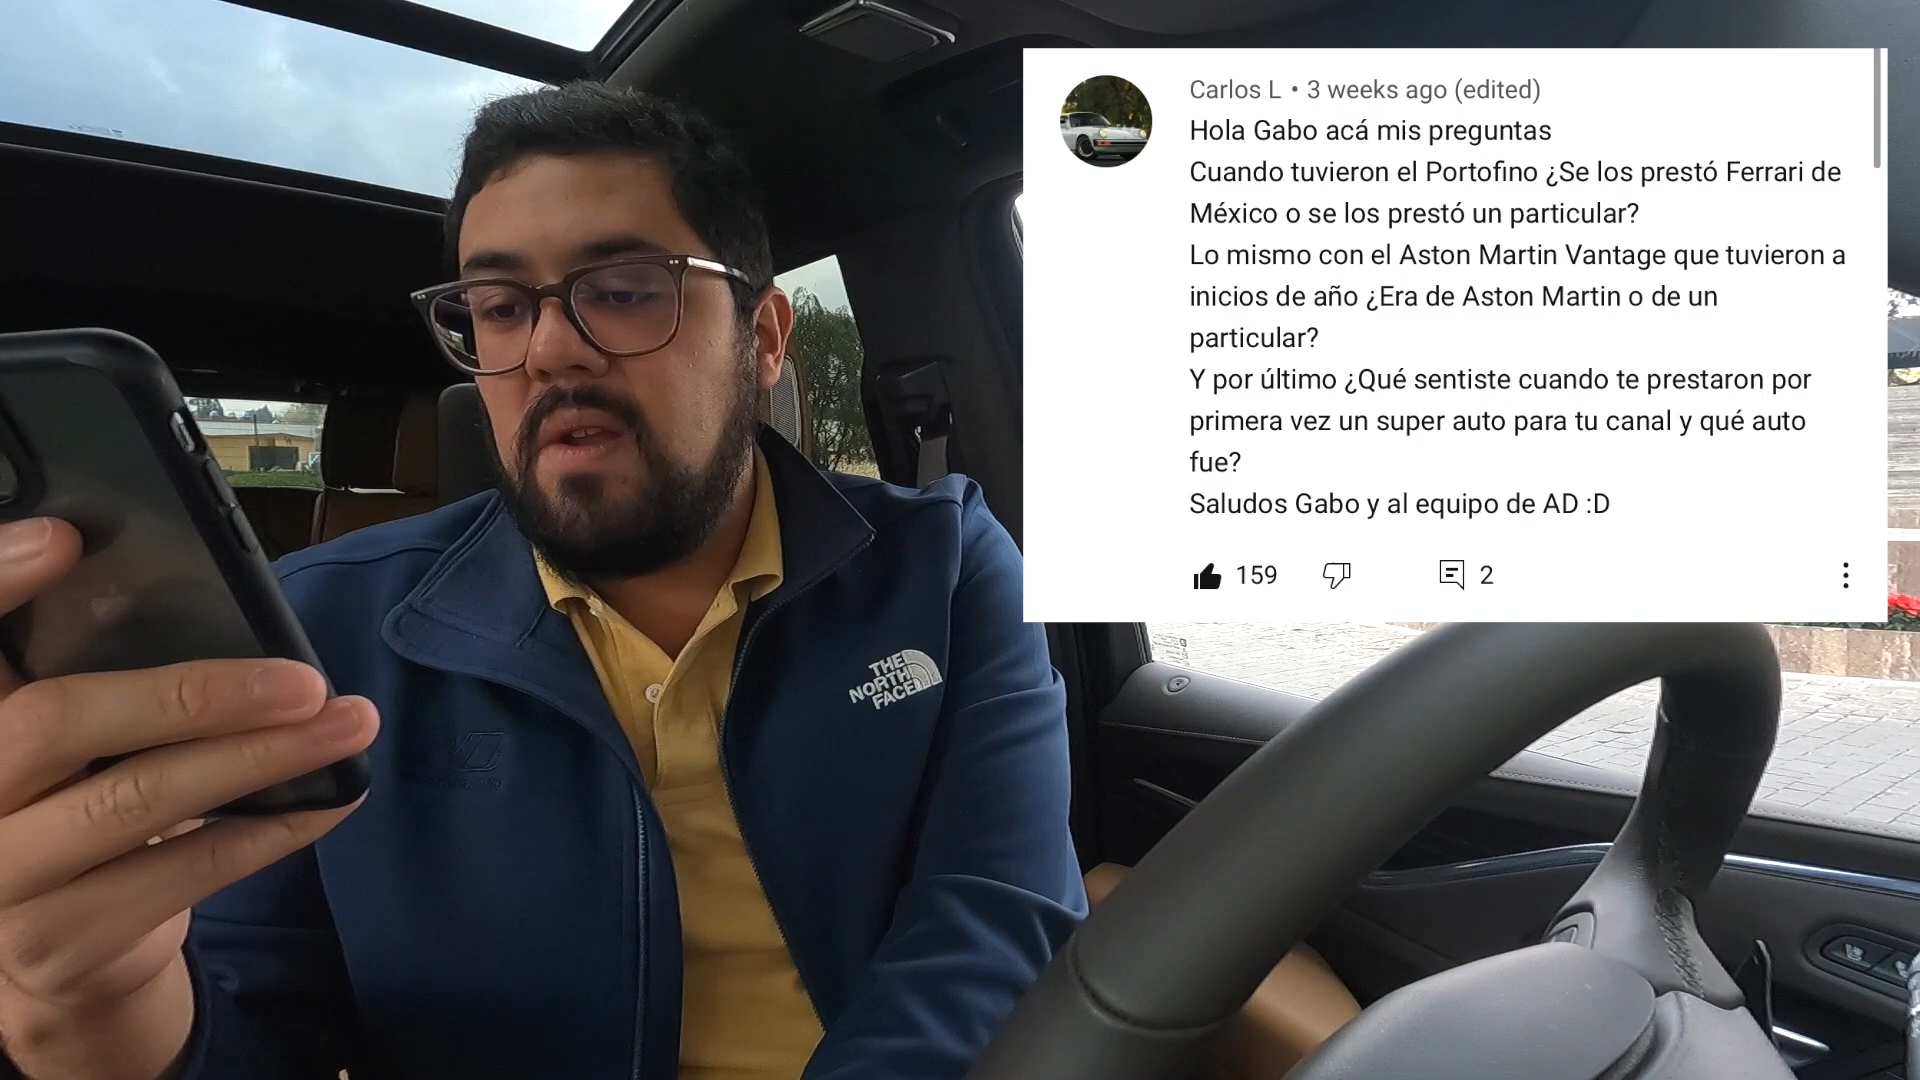 Carlos L • 3 weeks ago (edited)
Hola Gabo acá mis preguntas
Cuando tuvieron el Portofino ¿Se los prestó Ferrari de
México o se los prestó un particular?
Lo mismo con el Aston Martin Vantage que tuvieron a
inicios de año ¿Era de Aston Martin o de un
particular?
Y por último ¿Qué sentiste cuando te prestaron por
primera vez un super auto para tu canal y qué auto
fue?
Saludos Gabo y al equipo de AD :D
159
2
THE
NORTH
FACE